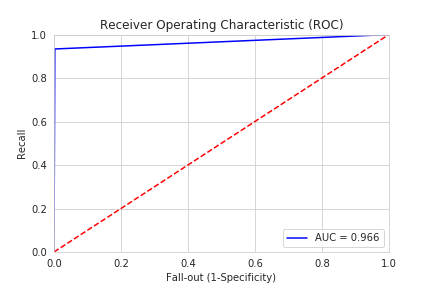 Receiver Operating Characteristic (ROC)
1.0
0.8
0.6
0.4
0.2
0.0
Recall
0.0 0.2 0.4 0.6 0.8 1.0
Fall-out (1-Specificity)
AUC = 0.966